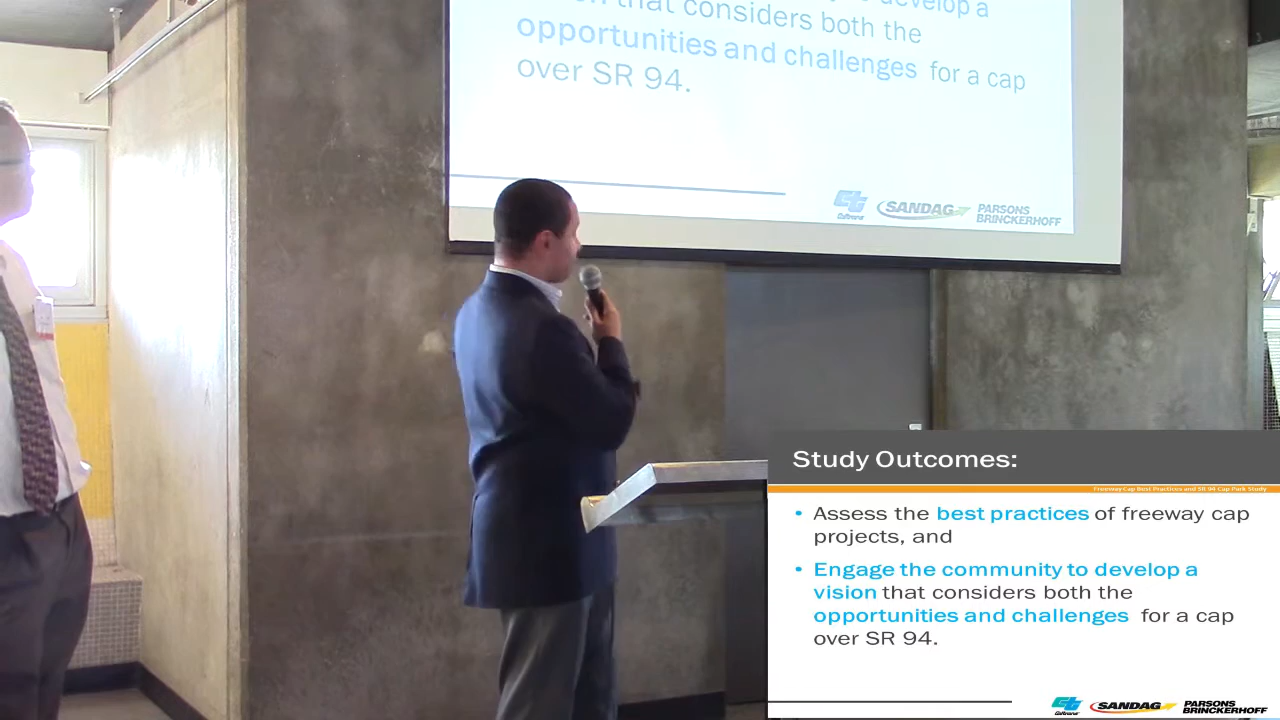 develop a
that considers both the
opportunities and challenges for a cap
over SR 94.
Caltrans
SANDAG
PARSONS
BRINCKERHOFF
Study Outcomes:
Freeway Cap Best Practices and SR 94 Cap Park Study
• Assess the best practices of freeway cap
projects, and
• Engage the community to develop a
vision that considers both the
opportunities and challenges for a cap
over SR 94.
Caltrans
SANDAG
PARSONS
BRINCKERHOFF